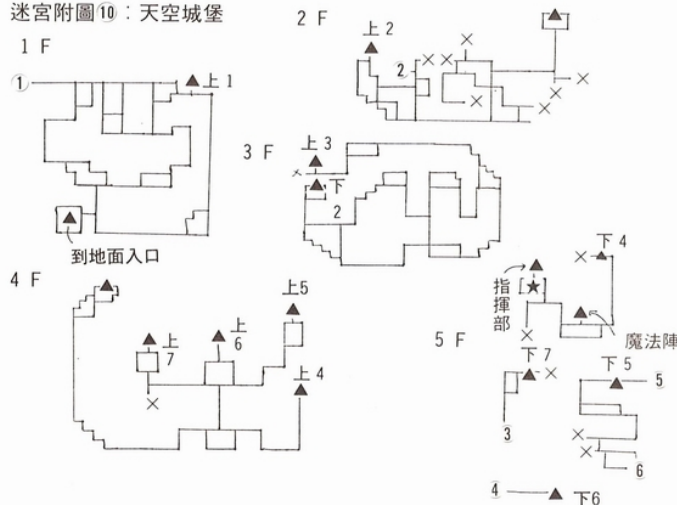 迷宮附圖⑩：天空城堡
1 F
①
上 1
到地面入口
2 F
上 2
②
3 F
上 3
下
2
4 F
上
7
上
6
上5
上 4
5 F
下 4
指揮部
魔法陣
下 7
下 5
⑤
③
⑥
④
下6